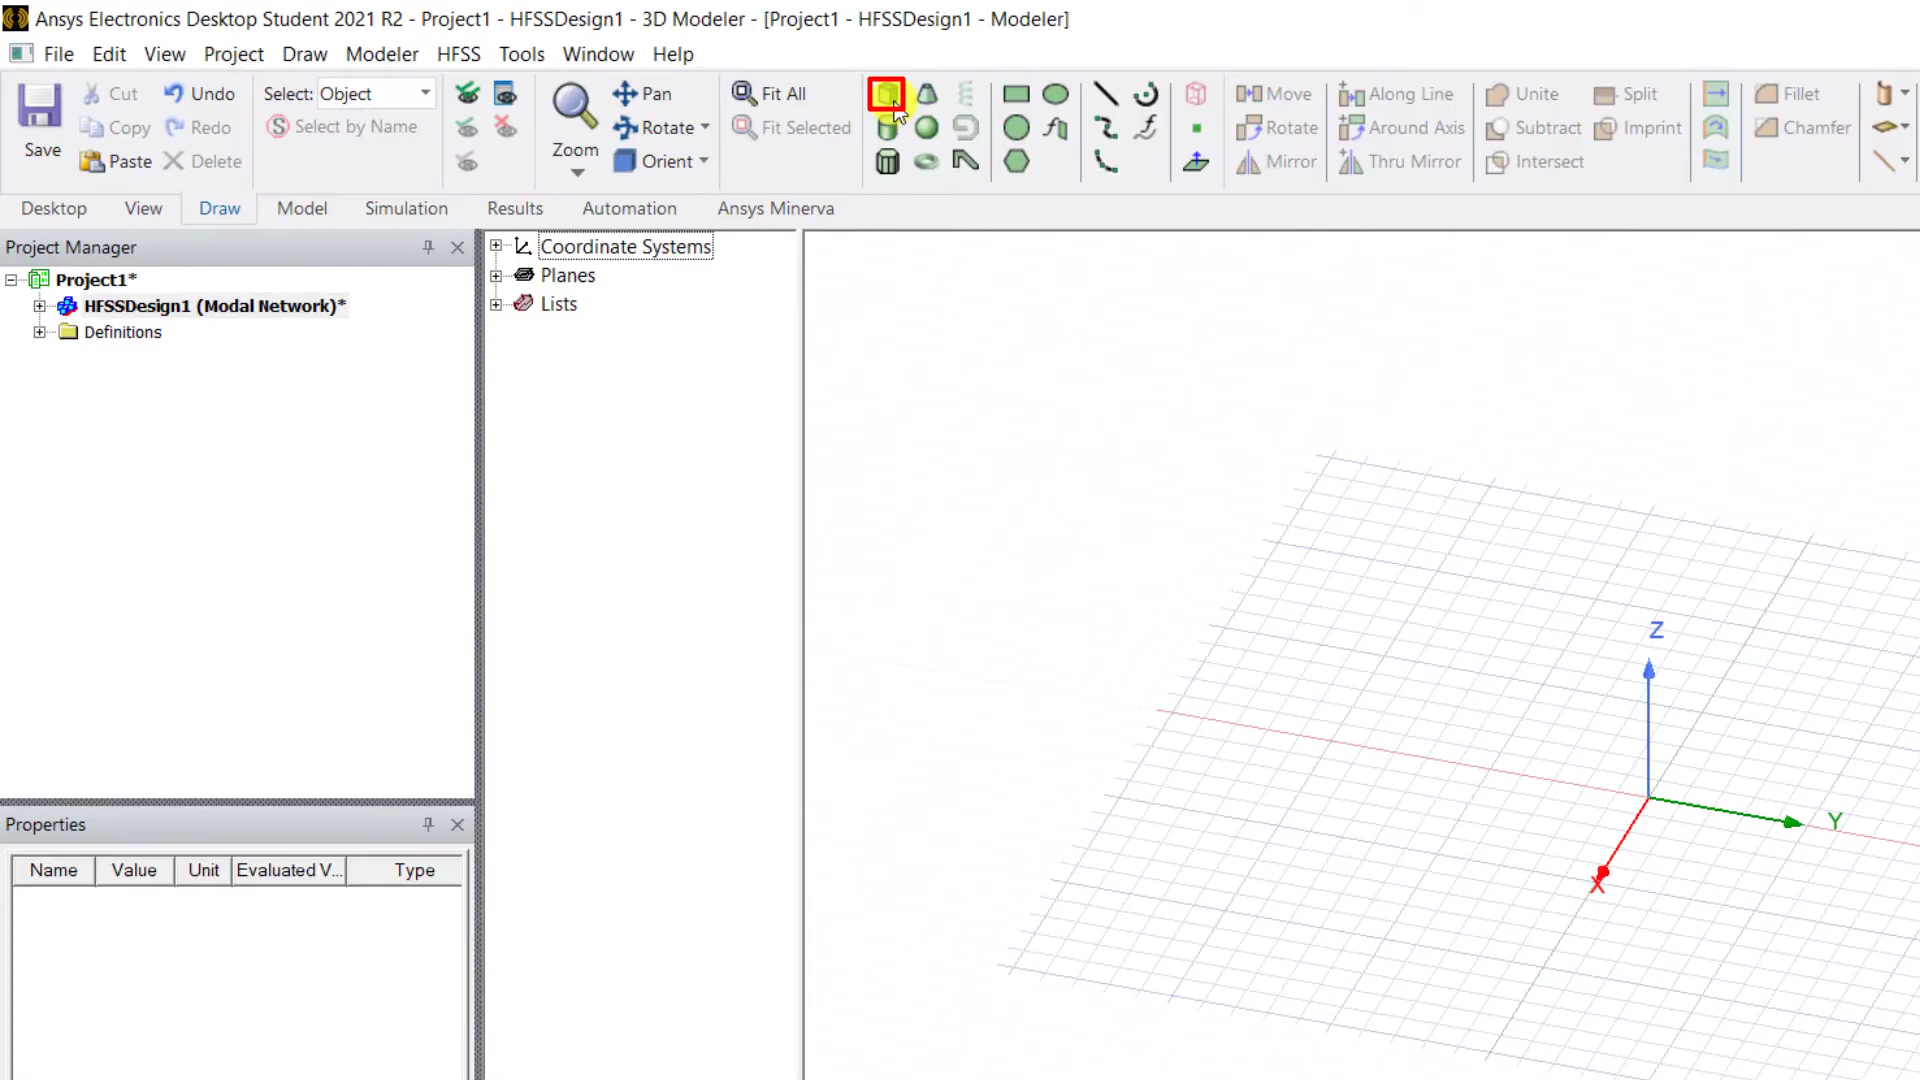 Ansys Electronics Desktop Student 2021 R2 - Project1 - HFSSDesign1 - 3D Modeler - [Project1 - HFSSDesign1 - Modeler]
File Edit View Project Draw Modeler HFSS Tools Window Help
Save
Cut
Copy
Paste
Undo
Redo
Delete
Select: Object
Select by Name
Zoom
Pan
Rotate
Orient
Fit All
Fit Selected
Move
Rotate
Mirror
Along Line
Around Axis
Thru Mirror
Unite
Subtract
Intersect
Split
Imprint
Fillet
Chamfer
Desktop View Draw Model Simulation Results Automation Ansys Minerva
Project Manager
Project1*
HFSSDesign1 (Modal Network)*
Definitions
Coordinate Systems
Planes
Lists
Z
Y
X
Properties
Name Value Unit Evaluated V... Type